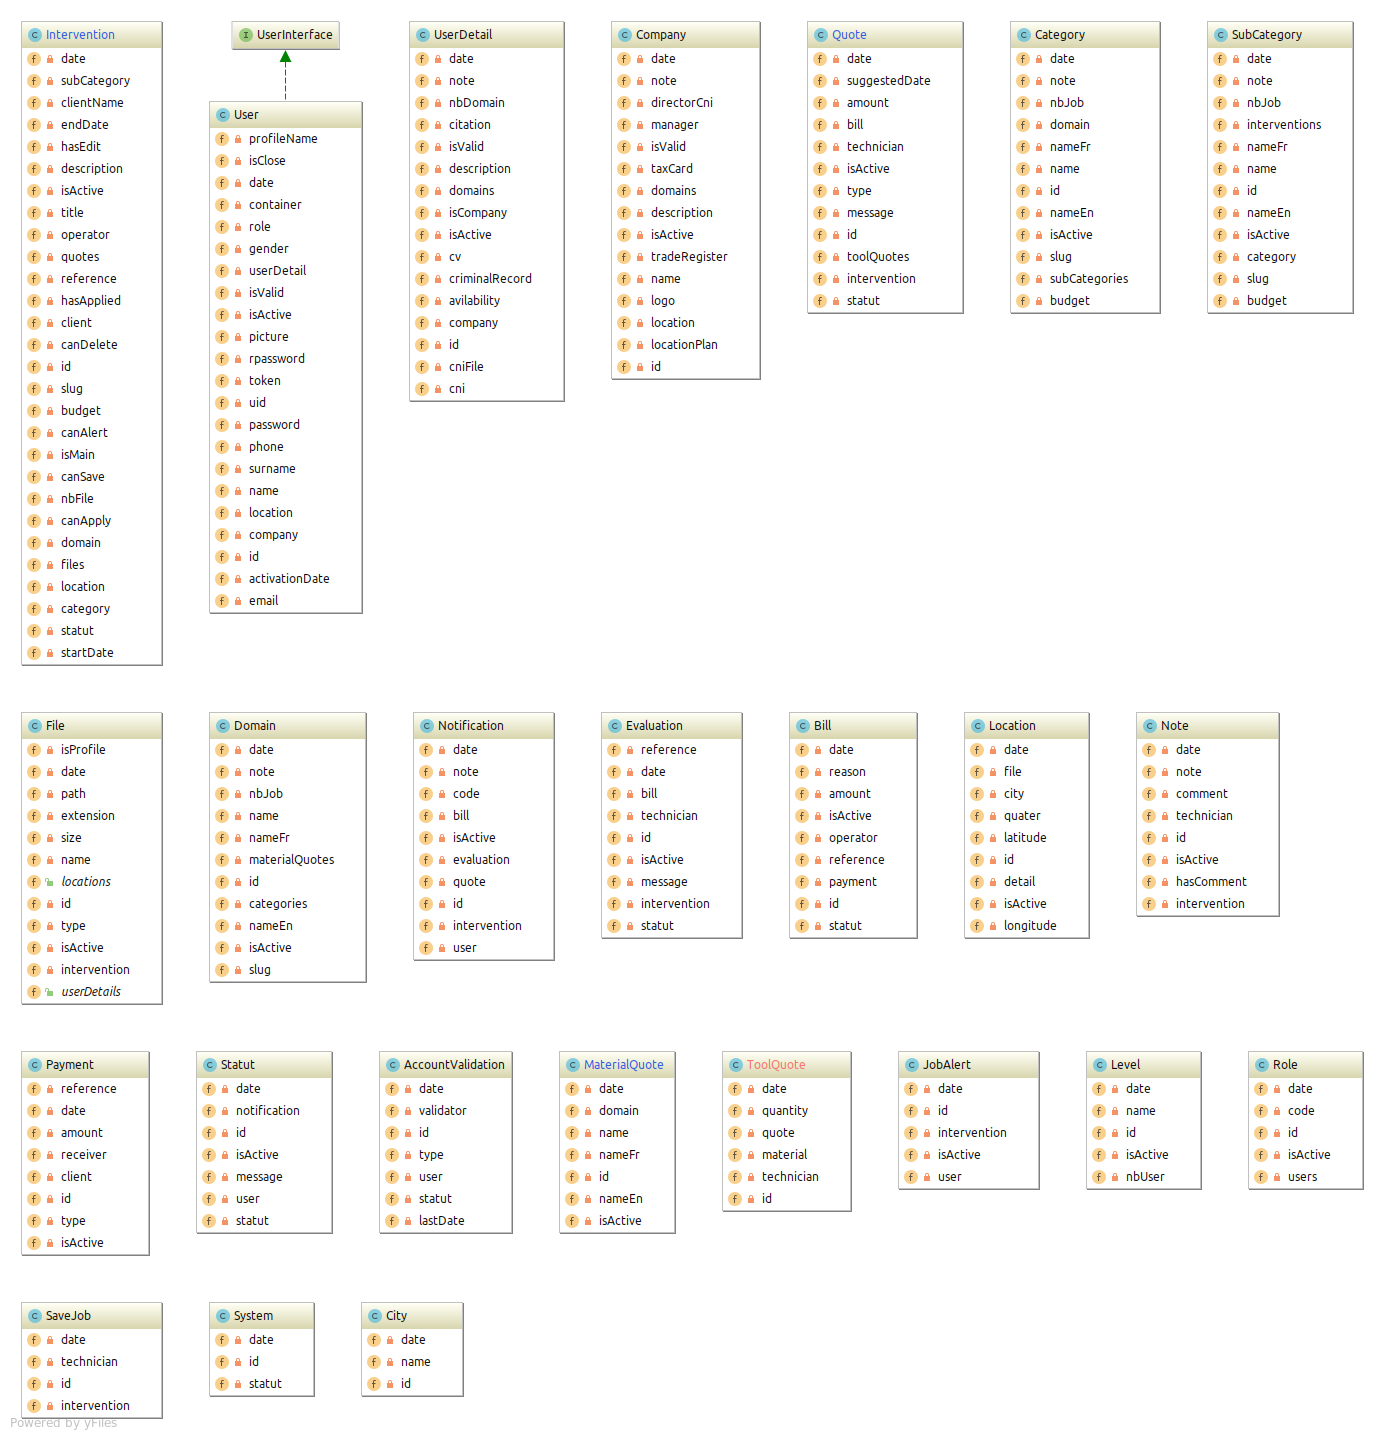 Intervention
date
subCategory
clientName
endDate
hasEdit
description
isActive
title
operator
quotes
reference
hasApplied
client
canDelete
id
slug
budget
canAlert
isMain
canSave
nbFile
canApply
domain
files
location
category
statut
startDate
UserInterface
User
profileName
isClose
date
container
role
gender
userDetail
isValid
isActive
picture
rpassword
token
uid
password
phone
surname
name
location
company
id
activationDate
email
UserDetail
date
note
nbDomain
citation
isValid
description
domains
isCompany
isActive
cv
criminalRecord
avilability
company
id
cniFile
cni
Company
date
note
directorCni
manager
isValid
taxCard
domains
description
isActive
tradeRegister
name
logo
location
locationPlan
id
Quote
date
suggestedDate
amount
bill
technician
isActive
type
message
id
toolQuotes
intervention
statut
Category
date
note
nbJob
domain
nameFr
name
id
nameEn
isActive
slug
subCategories
budget
SubCategory
date
note
nbJob
interventions
nameFr
name
id
nameEn
isActive
category
slug
budget
File
isProfile
date
path
extension
size
name
locations
id
type
isActive
intervention
userDetails
Domain
date
note
nbJob
name
nameFr
materialQuotes
id
categories
nameEn
isActive
slug
Notification
date
note
code
bill
isActive
evaluation
quote
id
intervention
user
Evaluation
reference
date
bill
technician
id
isActive
message
intervention
statut
Bill
date
reason
amount
isActive
operator
reference
payment
id
statut
Location
date
file
city
quater
latitude
id
detail
isActive
longitude
Note
date
note
comment
technician
id
isActive
hasComment
intervention
Payment
reference
date
amount
receiver
client
id
type
isActive
Statut
date
notification
id
isActive
message
user
statut
AccountValidation
date
validator
id
type
user
statut
lastDate
MaterialQuote
date
domain
name
nameFr
id
nameEn
isActive
ToolQuote
date
quantity
quote
material
technician
id
JobAlert
date
id
intervention
isActive
user
Level
date
name
id
isActive
nbUser
Role
date
code
id
isActive
users
SaveJob
date
technician
id
intervention
System
date
id
statut
City
date
name
id
Powered by yFiles